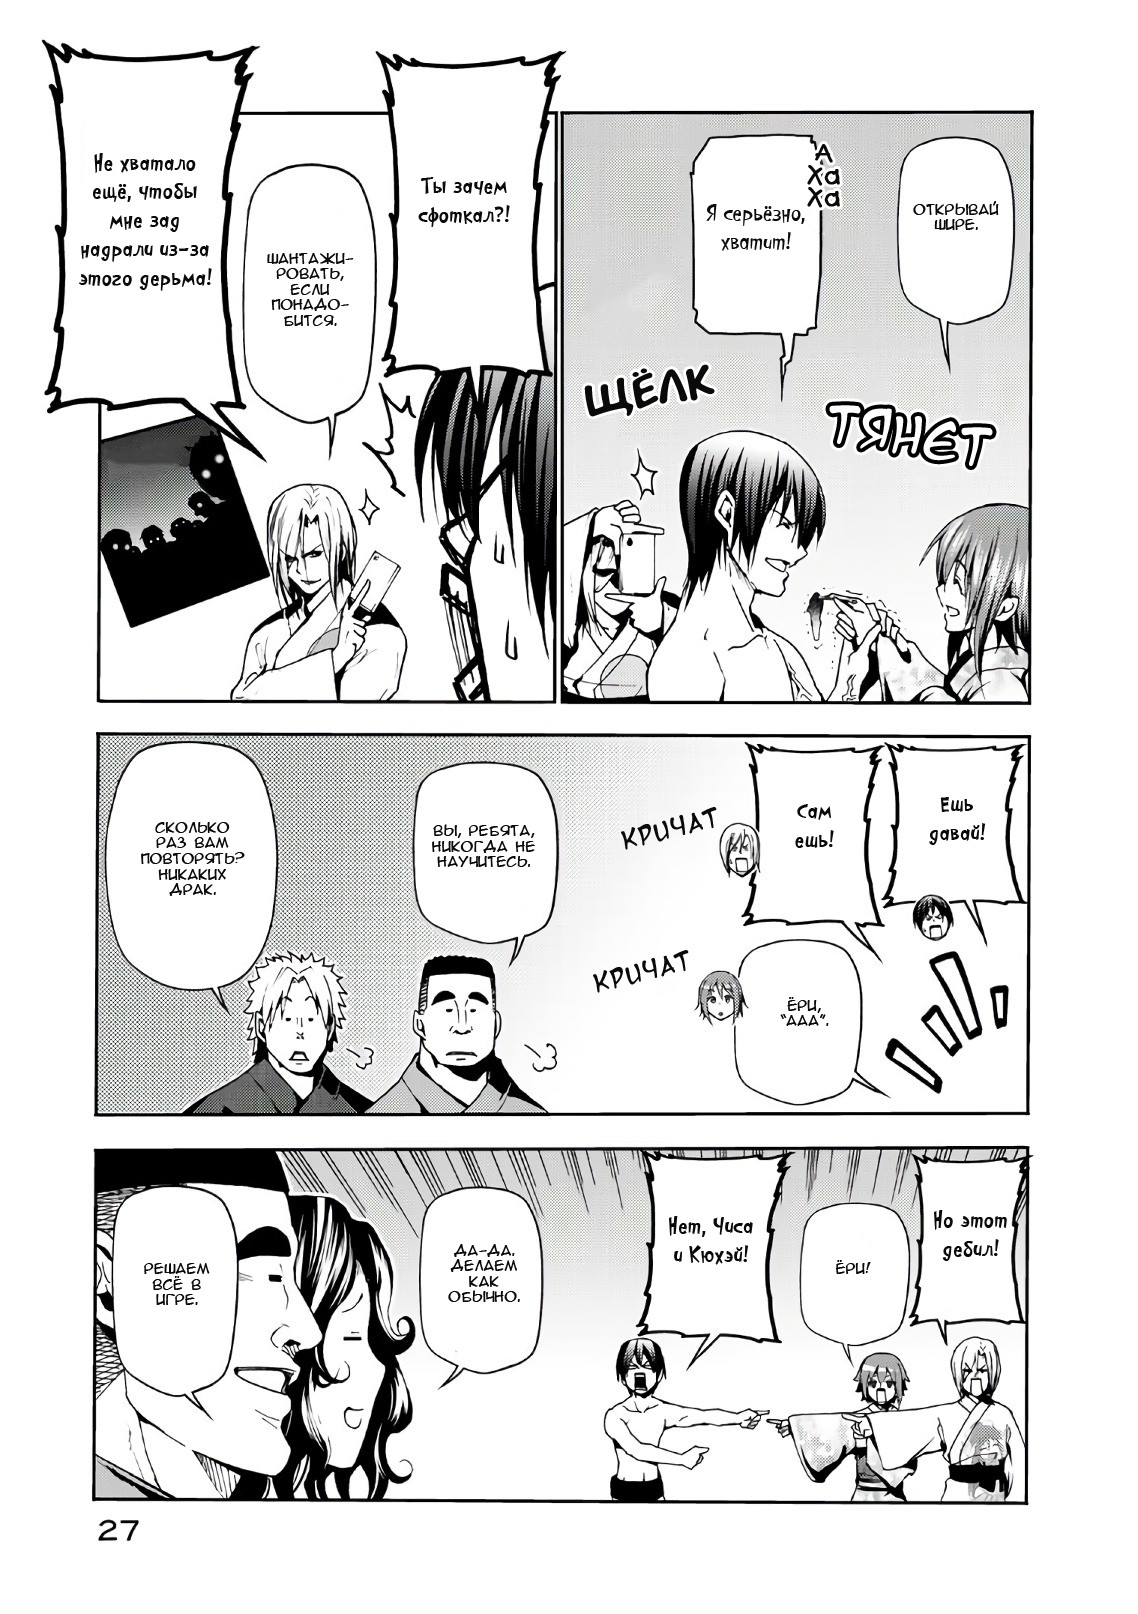 ОТКРЫВАЙ
ШИРЕ.
А
Ха
Ха
Я серьёзно,
хватит!
ЩЁЛК
ТЯНЕТ
Ты зачем
сфоткал?!
ШАНТАЖИ-
РОВАТЬ,
ЕСЛИ
ПОНАДО-
БИТСЯ.
Не хватало
ещё, чтобы
мне зад
надрали из-за
этого дерьма!
Ешь
давай!
Сам
ешь!
КРИЧАТ
ЁРИ,
"ААА".
КРИЧАТ
ВЫ, РЕБЯТА,
НИКОГДА НЕ
НАУЧИТЕСЬ.
СКОЛЬКО
РАЗ ВАМ
ПОВТОРЯТЬ?
НИКАКИХ
ДРАК.
Но этот
дебил!
ЁРИ!
Нет, Чиса
и Кюхэй!
ДА-ДА.
ДЕЛАЕМ
КАК
ОБЫЧНО.
РЕШАЕМ
ВСЁ В
ИГРЕ.
27